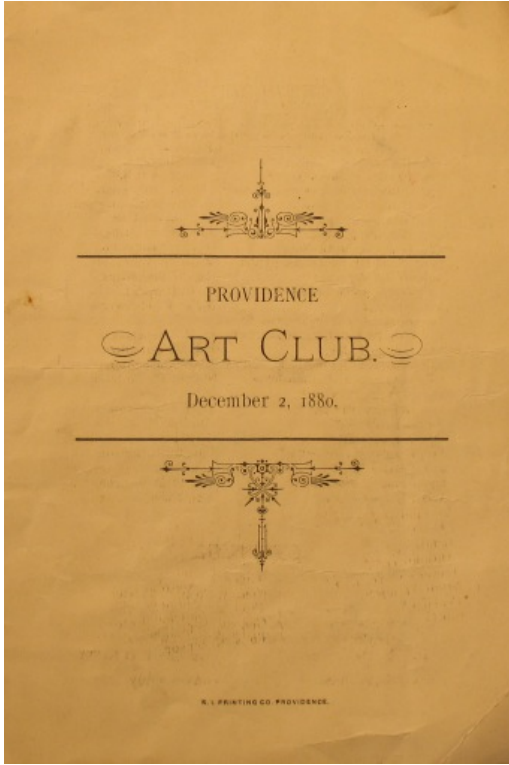 PROVIDENCE
ART CLUB.
December 2, 1880.
R. I. PRINTING CO. PROVIDENCE.